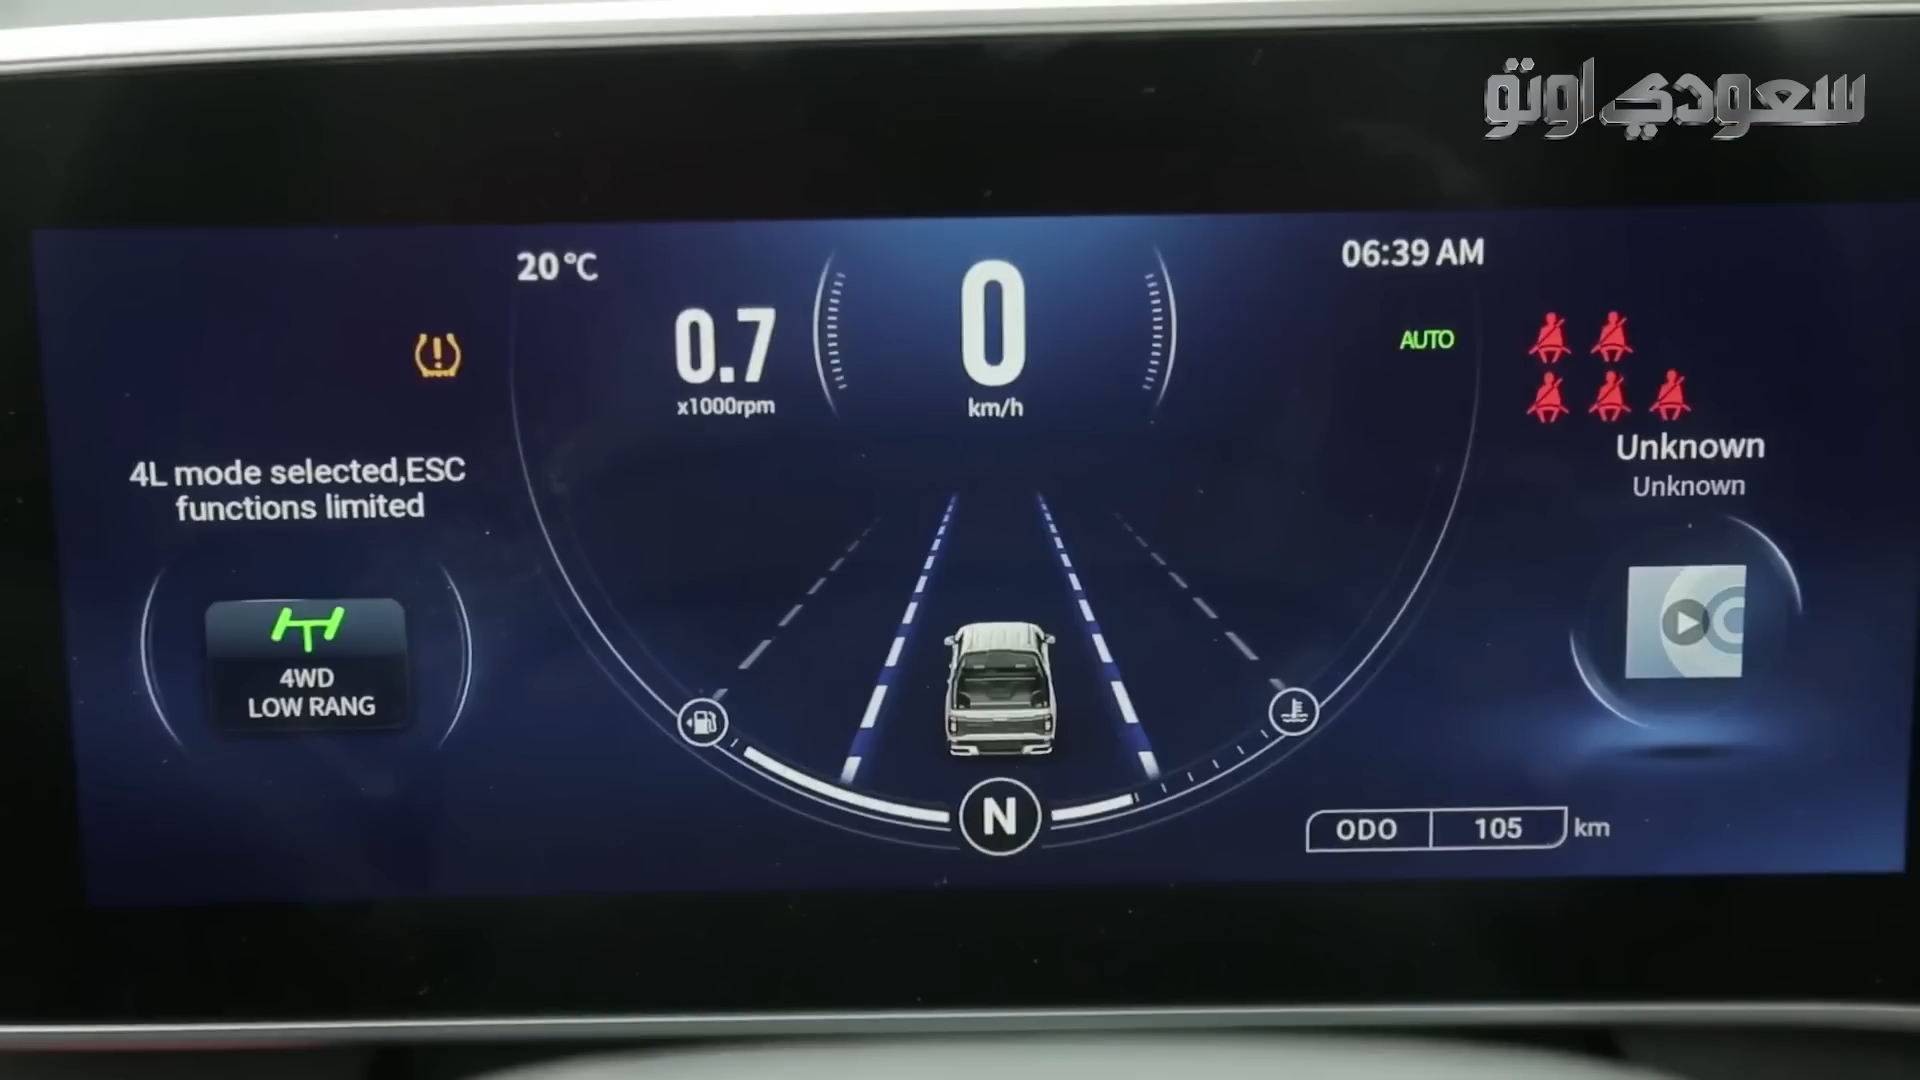 سعودي اوتو
20°C
06:39 AM
0.7
x1000rpm
0
km/h
AUTO
4L mode selected,ESC
functions limited
Unknown
Unknown
4WD
LOW RANG
N
ODO 105 km